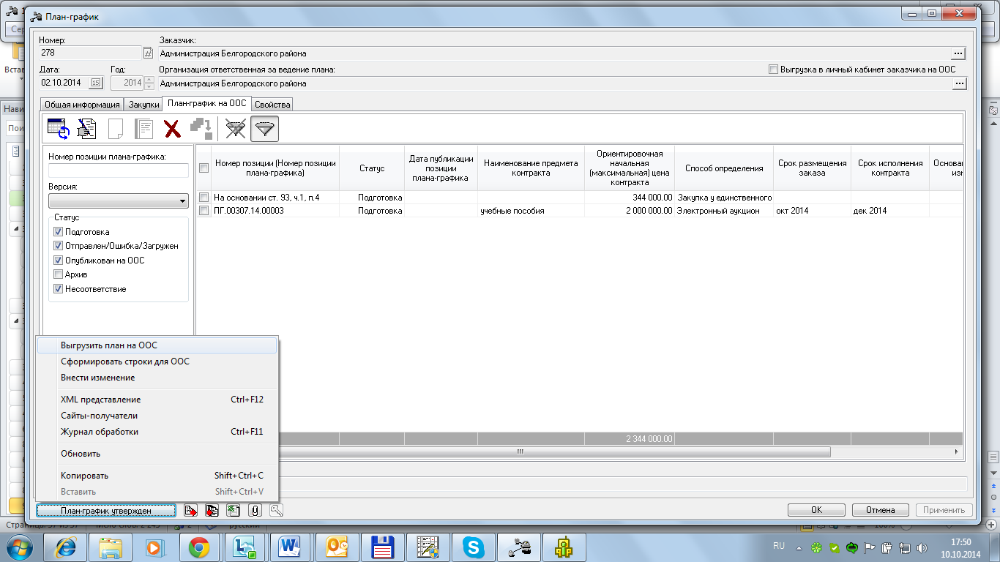 План-график
Номер:
Заказчик:
278
Администрация Белгородского района
Дата:
Год:
Организация ответственная за ведение плана:
Выгрузка в личный кабинет заказчика на ООС
02.10.2014
15
2014
Администрация Белгородского района
Общая информация
Закупки
План-график на ООС
Свойства
Номер позиции плана-графика:
Версия:
Статус
Подготовка
Отправлен/Ошибка/Загружен
Опубликован на ООС
Архив
Несоответствие
Номер позиции (Номер позиции
плана-графика)
Статус
Дата публикации
позиции
плана-графика
Наименование предмета
контракта
Ориентировочная
начальная
(максимальная) цена
контракта
Способ определения
Срок размещения
заказа
Срок исполнения
контракта
На основании ст. 93, ч.1, п.4
Подготовка
344 000.00
Закупка у единственного
ПГ.00307.14.00003
Подготовка
учебные пособия
2 000 000.00
Электронный аукцион
окт 2014
дек 2014
2 344 000.00
Выгрузить план на ООС
Сформировать строки для ООС
Внести изменение
XML представление Ctrl+F12
Сайты-получатели
Журнал обработки Ctrl+F11
Обновить
Копировать Shift+Ctrl+C
Вставить Shift+Ctrl+V
План-график утвержден
OK
Отмена
Применить
RU
17:50
10.10.2014